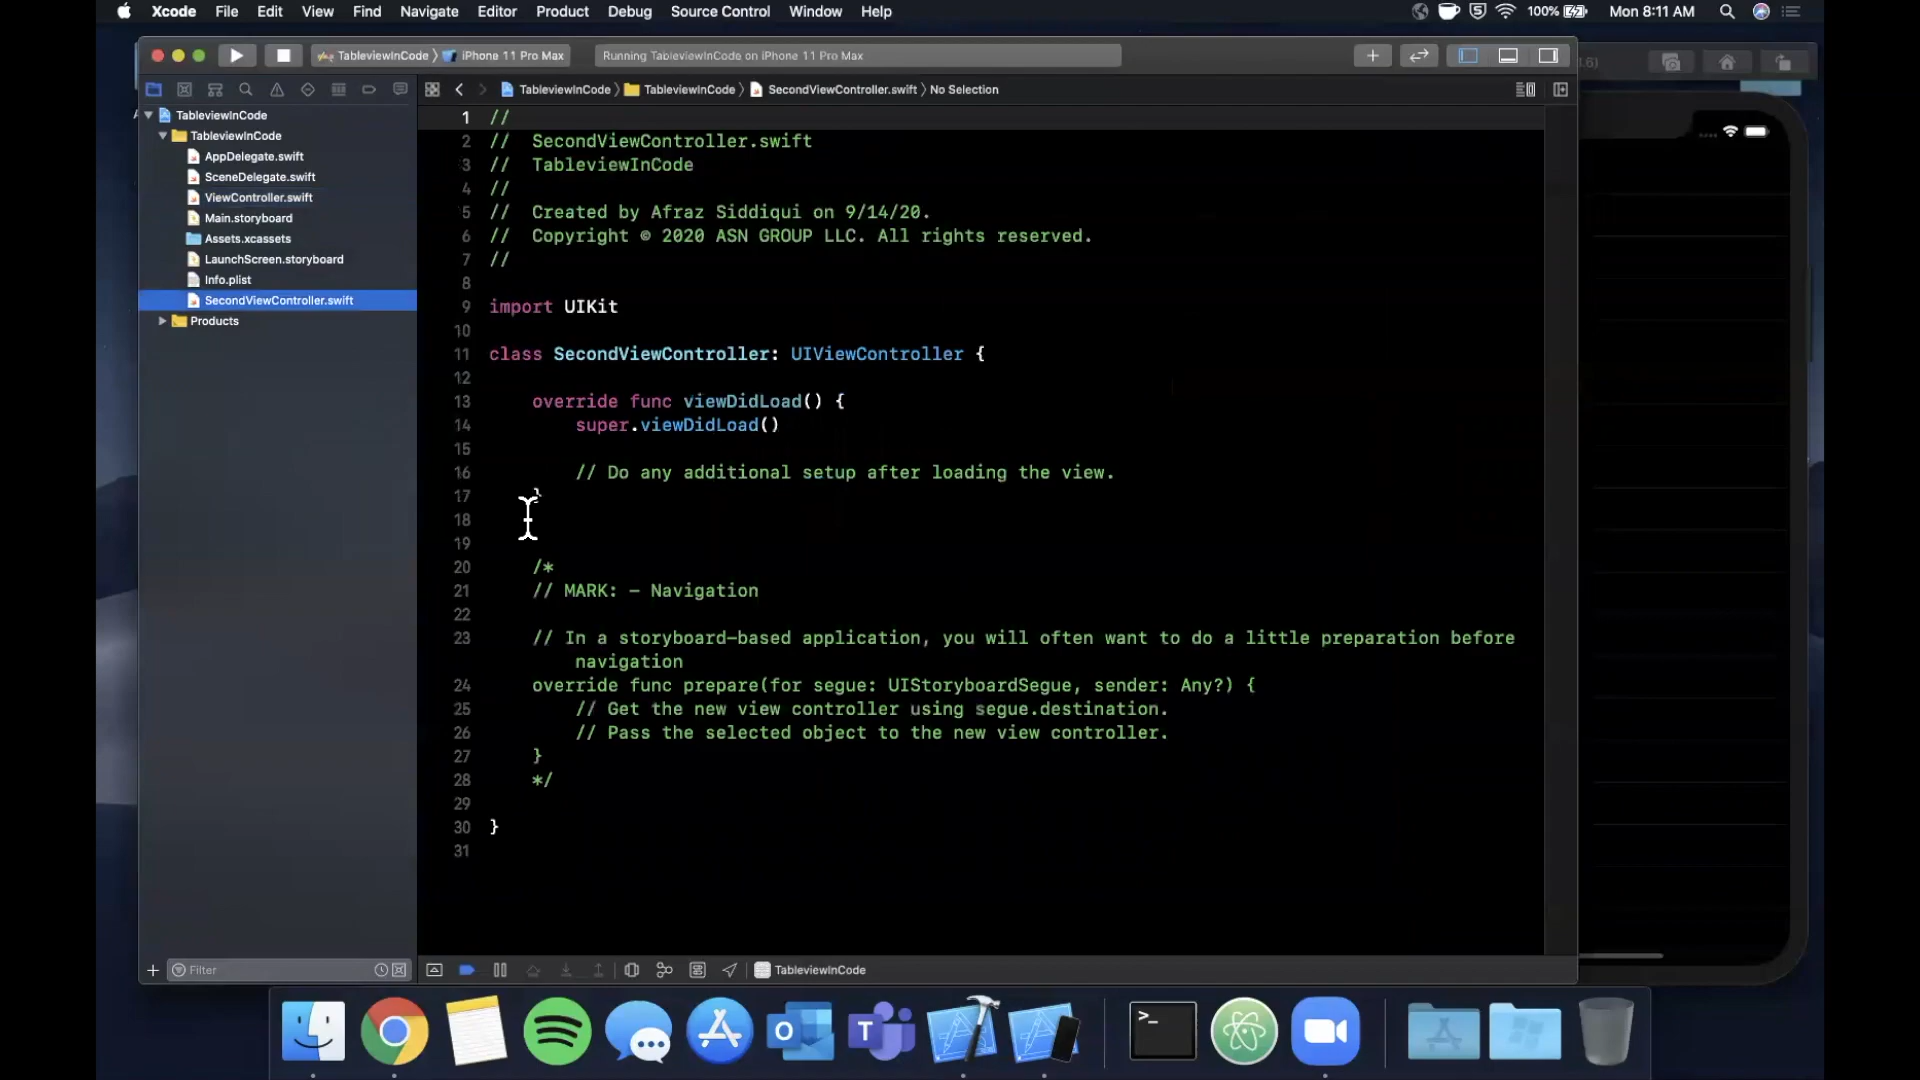 Xcode File Edit View Find Navigate Editor Product Debug Source Control Window Help 100% Mon 8:11 AM
TableviewInCode iPhone 11 Pro Max Running TableviewInCode on iPhone 11 Pro Max
TableviewInCode TableviewInCode SecondViewController.swift No Selection
TableviewInCode
TableviewInCode
AppDelegate.swift
SceneDelegate.swift
ViewController.swift
Main.storyboard
Assets.xcassets
LaunchScreen.storyboard
Info.plist
SecondViewController.swift
Products
1 //
2 // SecondViewController.swift
3 // TableviewInCode
4 //
5 // Created by Afraz Siddiqui on 9/14/20.
6 // Copyright © 2020 ASN GROUP LLC. All rights reserved.
7 //
8
9 import UIKit
10
11 class SecondViewController: UIViewController {
12
13 override func viewDidLoad() {
14 super.viewDidLoad()
15
16 // Do any additional setup after loading the view.
17 }
18
19
20 /*
21 // MARK: - Navigation
22
23 // In a storyboard-based application, you will often want to do a little preparation before
navigation
24 override func prepare(for segue: UIStoryboardSegue, sender: Any?) {
25 // Get the new view controller using segue.destination.
26 // Pass the selected object to the new view controller.
27 }
28 */
29
30 }
31
Filter
TableviewInCode